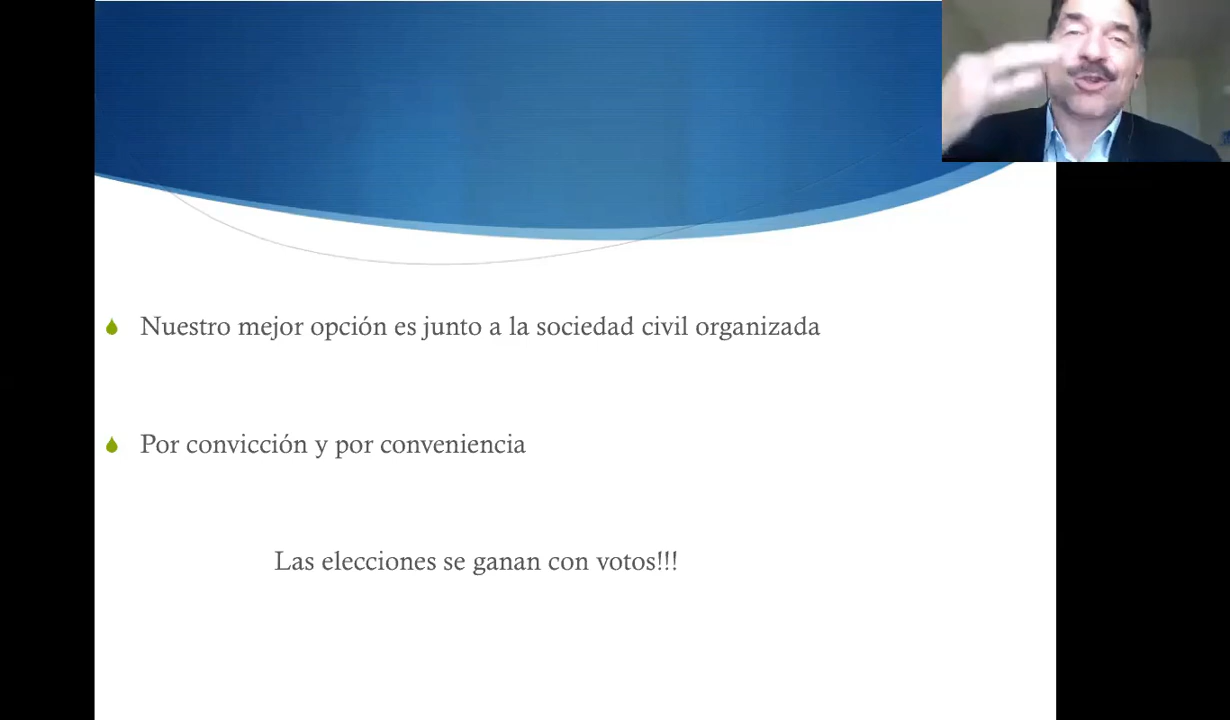 Nuestro mejor opción es junto a la sociedad civil organizada
Por convicción y por conveniencia
Las elecciones se ganan con votos!!!